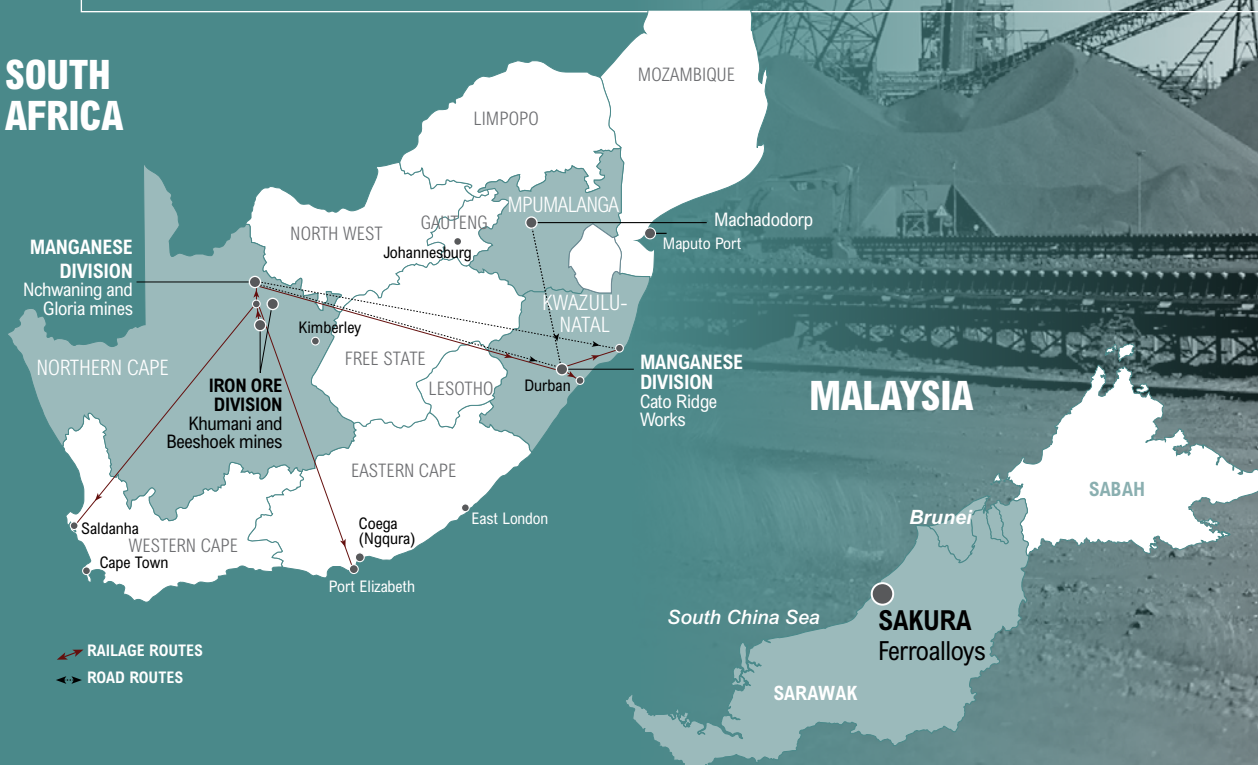 SOUTH
AFRICA
MOZAMBIQUE
LIMPOPO
MPUMALANGA
GAUTENG
NORTH WEST
Johannesburg
Machadodorp
Maputo Port
MANGANESE
DIVISION
Nchwaning and
Gloria mines
KWAZULU-
NATAL
Kimberley
FREE STATE
LESOTHO
NORTHERN CAPE
IRON ORE
DIVISION
Khumani and
Beeshoek mines
Durban
MANGANESE
DIVISION
Cato Ridge
Works
EASTERN CAPE
East London
Coega
(Ngqura)
Port Elizabeth
Saldanha
WESTERN CAPE
Cape Town
RAILAGE ROUTES
ROAD ROUTES
MALAYSIA
SABAH
Brunei
South China Sea
SAKURA
Ferroalloys
SARAWAK